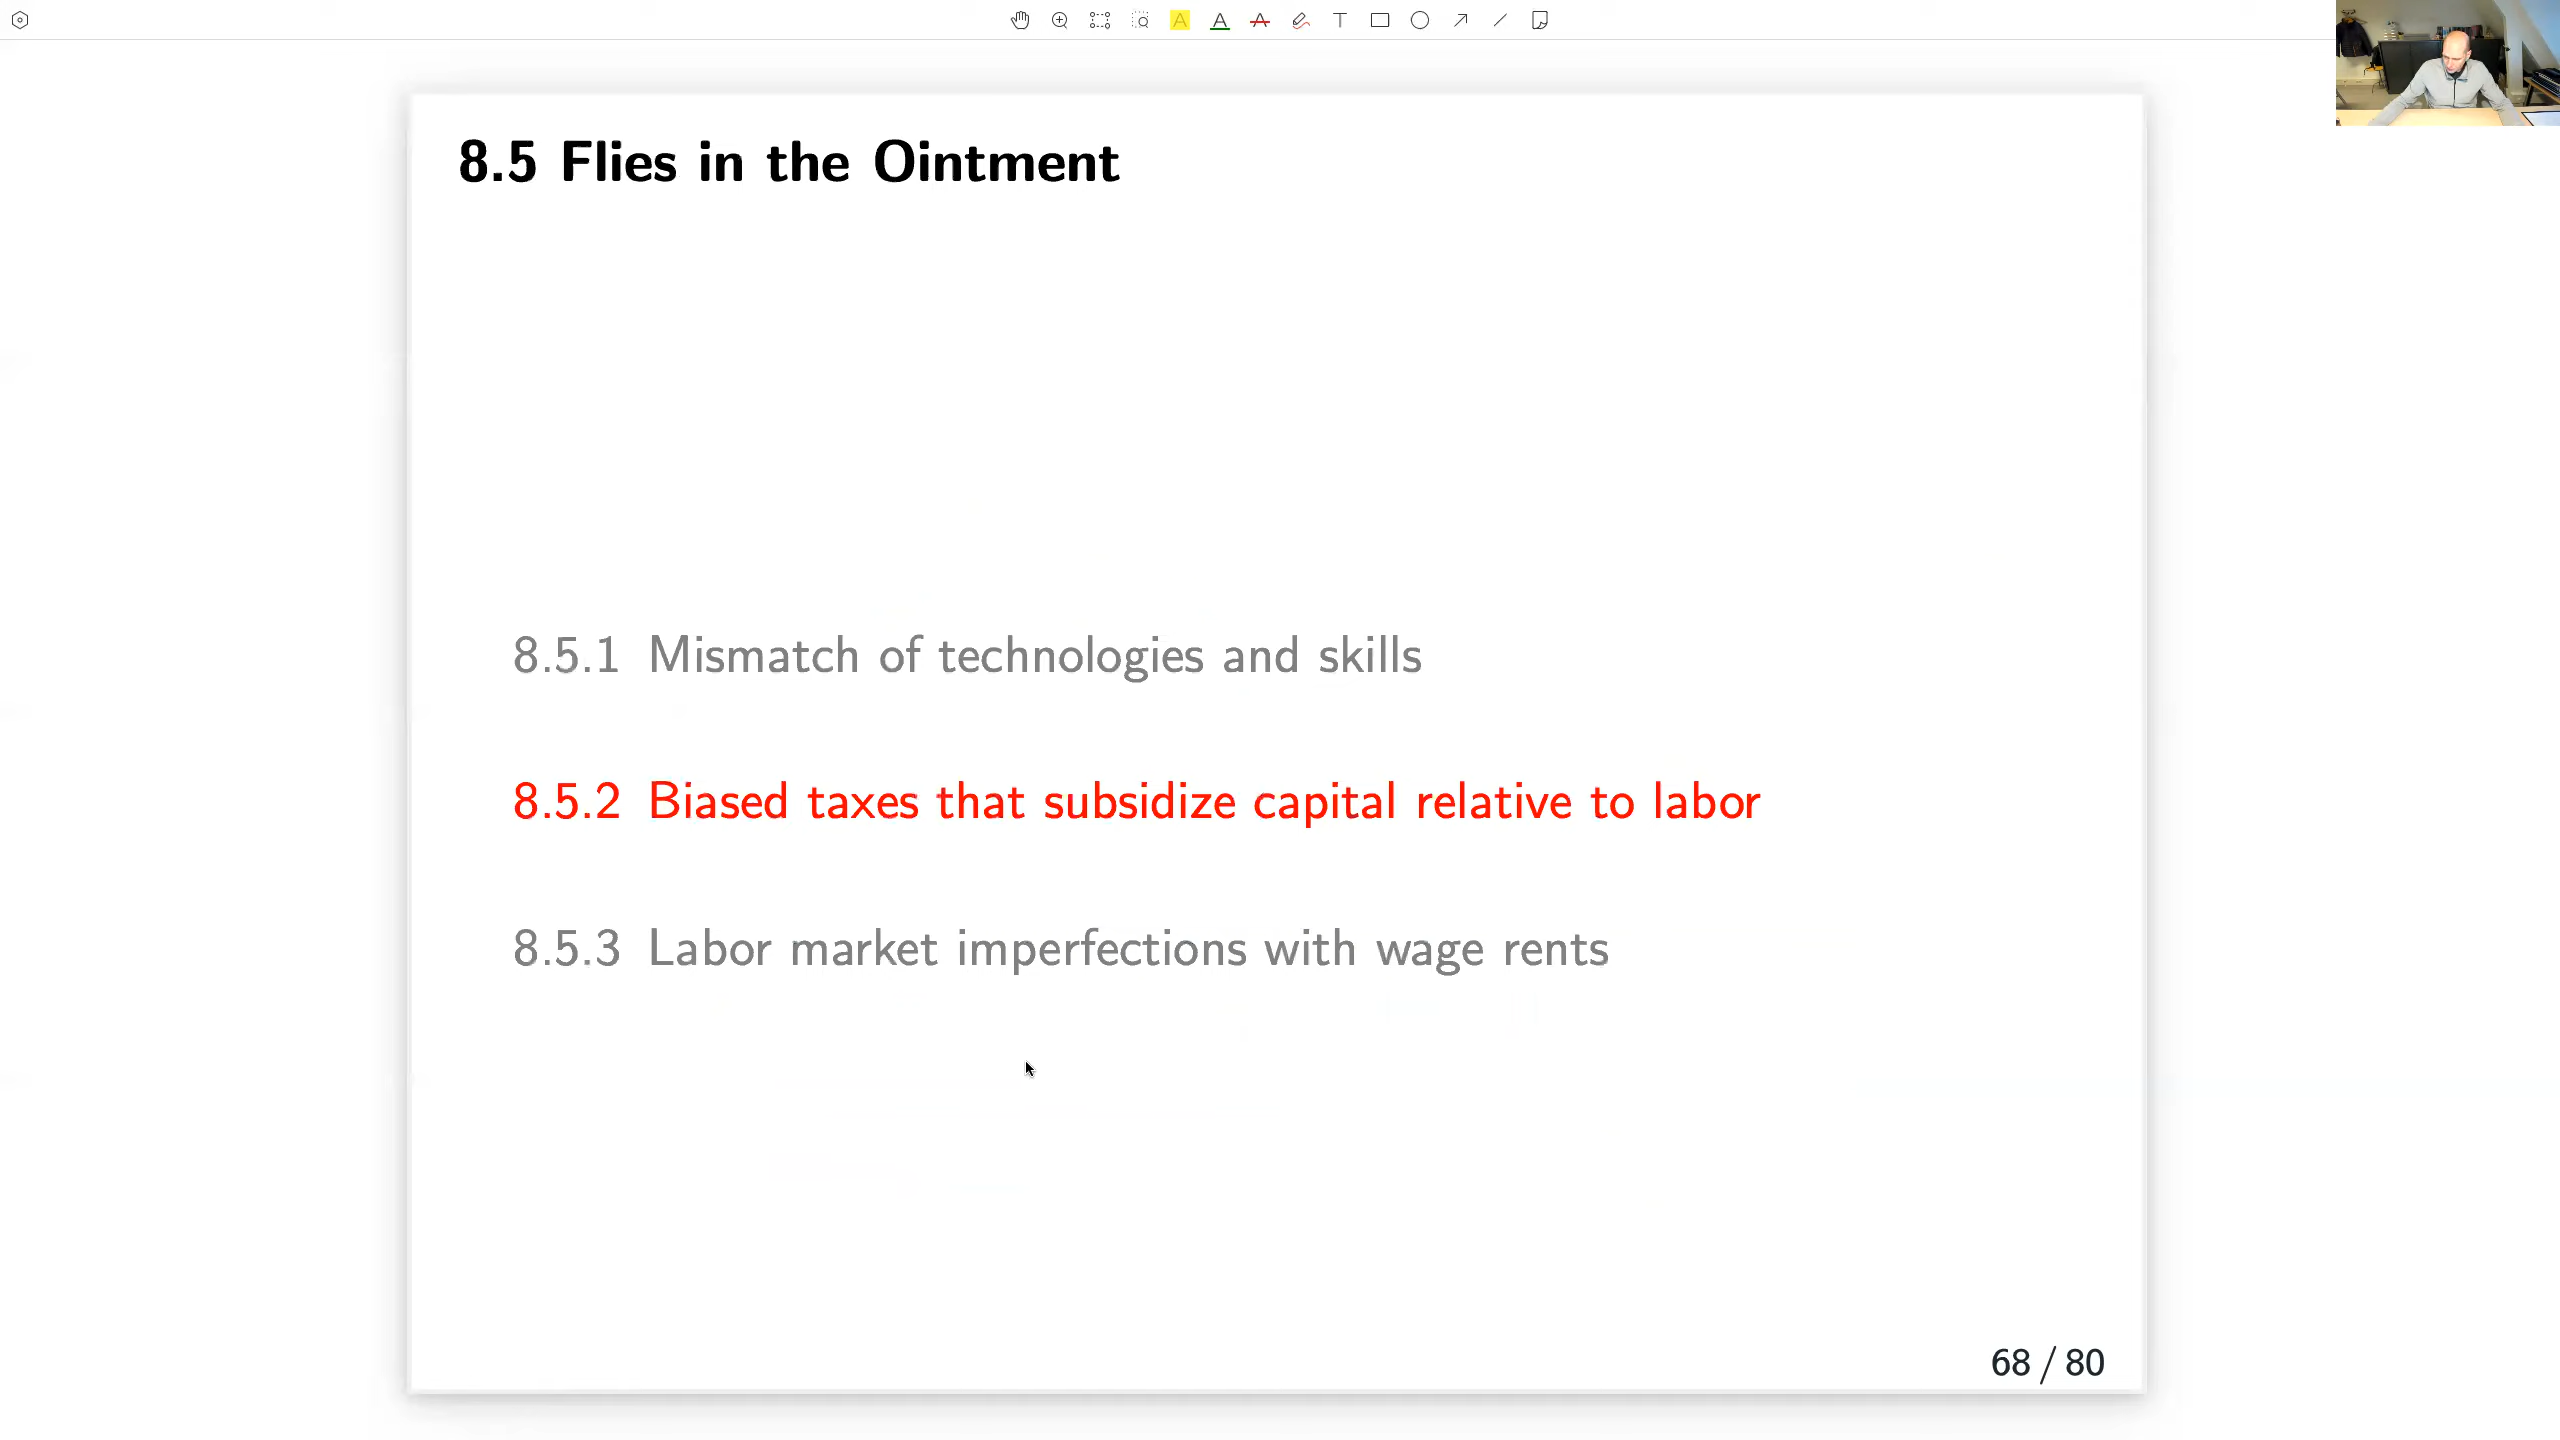 8.5 Flies in the Ointment
8.5.1 Mismatch of technologies and skills
8.5.2 Biased taxes that subsidize capital relative to labor
8.5.3 Labor market imperfections with wage rents
68 / 80